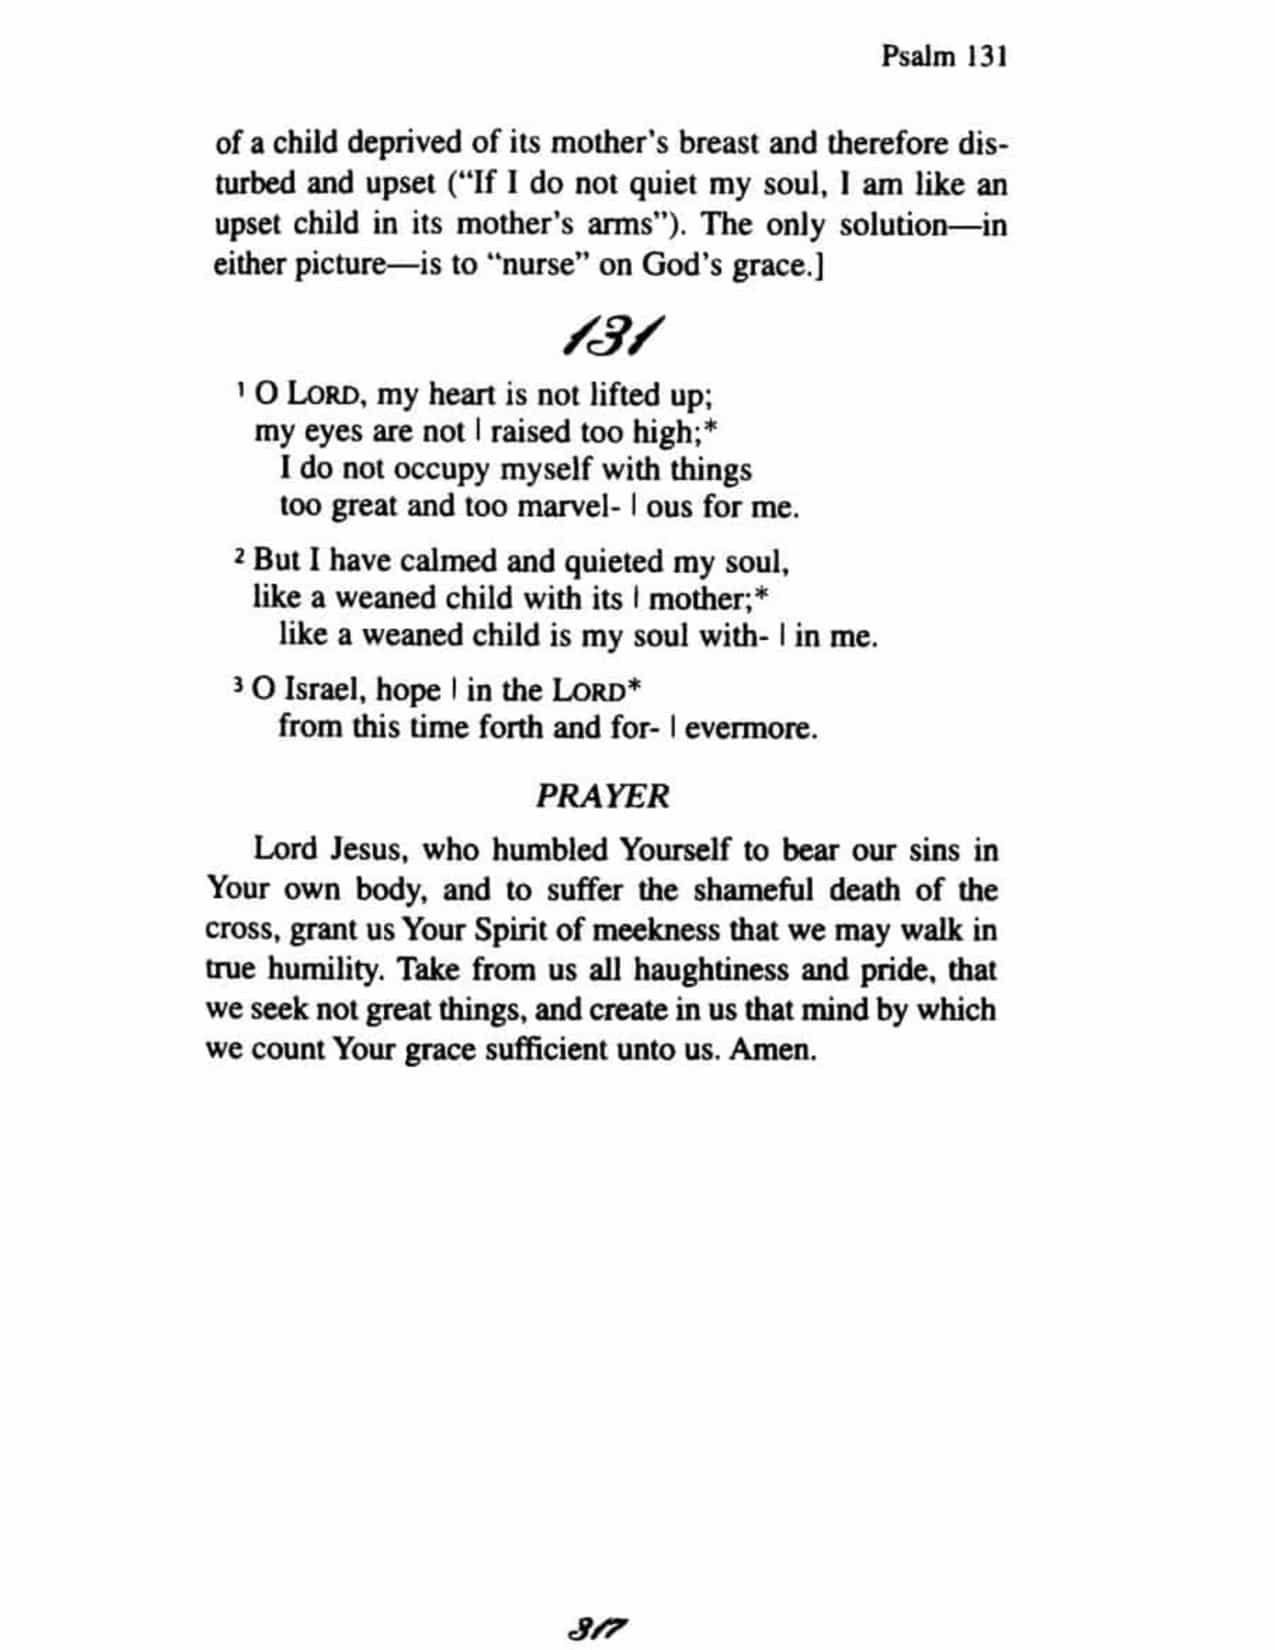 Psalm 131
of a child deprived of its mother's breast and therefore dis-
turbed and upset (“If I do not quiet my soul, I am like an
upset child in its mother's arms”). The only solution—in
either picture—is to “nurse” on God's grace.]
131
1 O LORD, my heart is not lifted up;
my eyes are not | raised too high;*
I do not occupy myself with things
too great and too marvel- | ous for me.
2 But I have calmed and quieted my soul,
like a weaned child with its | mother;*
like a weaned child is my soul with- | in me.
3 O Israel, hope | in the LORD*
from this time forth and for- | evermore.
PRAYER
Lord Jesus, who humbled Yourself to bear our sins in
Your own body, and to suffer the shameful death of the
cross, grant us Your Spirit of meekness that we may walk in
true humility. Take from us all haughtiness and pride, that
we seek not great things, and create in us that mind by which
we count Your grace sufficient unto us. Amen.
317